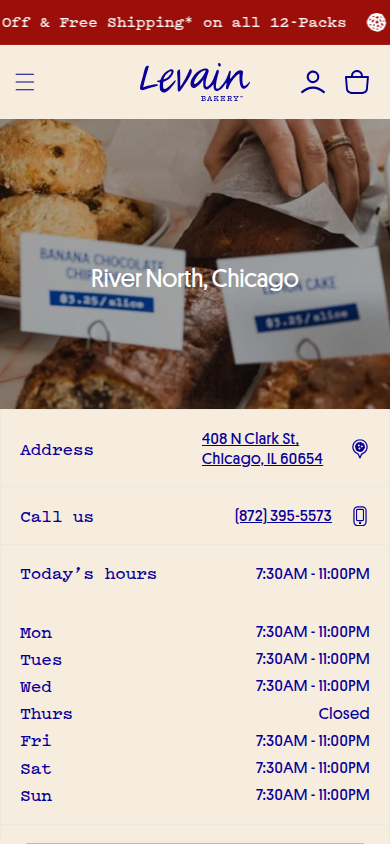 Off & Free Shipping* on all 12-Packs
Levain
BAKERY™
BANANA CHOCOLATE
$3.25/slice
CAKE
$3.25/slice
River North, Chicago
Address
408 N Clark St,
Chicago, IL 60654
Call us
(872) 395-5573
Today's hours
7:30AM - 11:00PM
Mon
7:30AM - 11:00PM
Tues
7:30AM - 11:00PM
Wed
7:30AM - 11:00PM
Thurs
Closed
Fri
7:30AM - 11:00PM
Sat
7:30AM - 11:00PM
Sun
7:30AM - 11:00PM